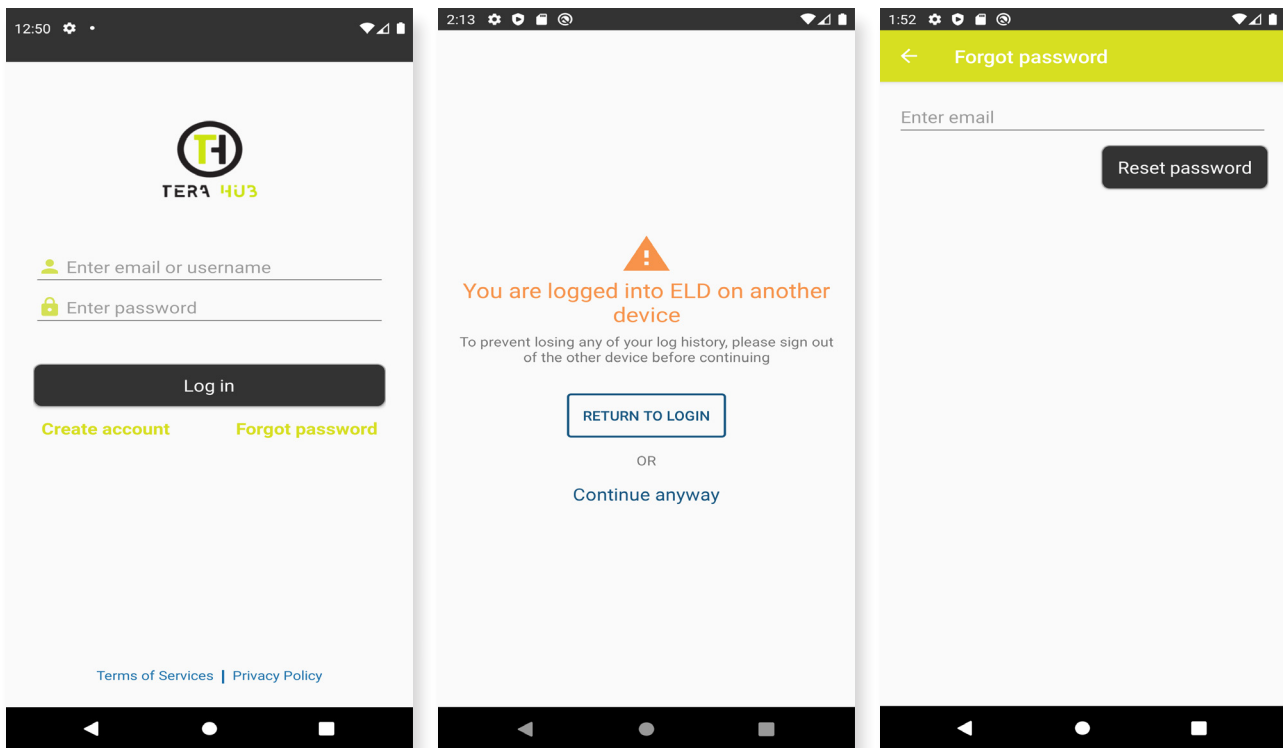 12:50
TERA HUB
Enter email or username
Enter password
Log in
Create account
Forgot password
Terms of Services | Privacy Policy
2:13
You are logged into ELD on another
device
To prevent losing any of your log history, please sign out
of the other device before continuing
RETURN TO LOGIN
OR
Continue anyway
1:52
Forgot password
Enter email
Reset password